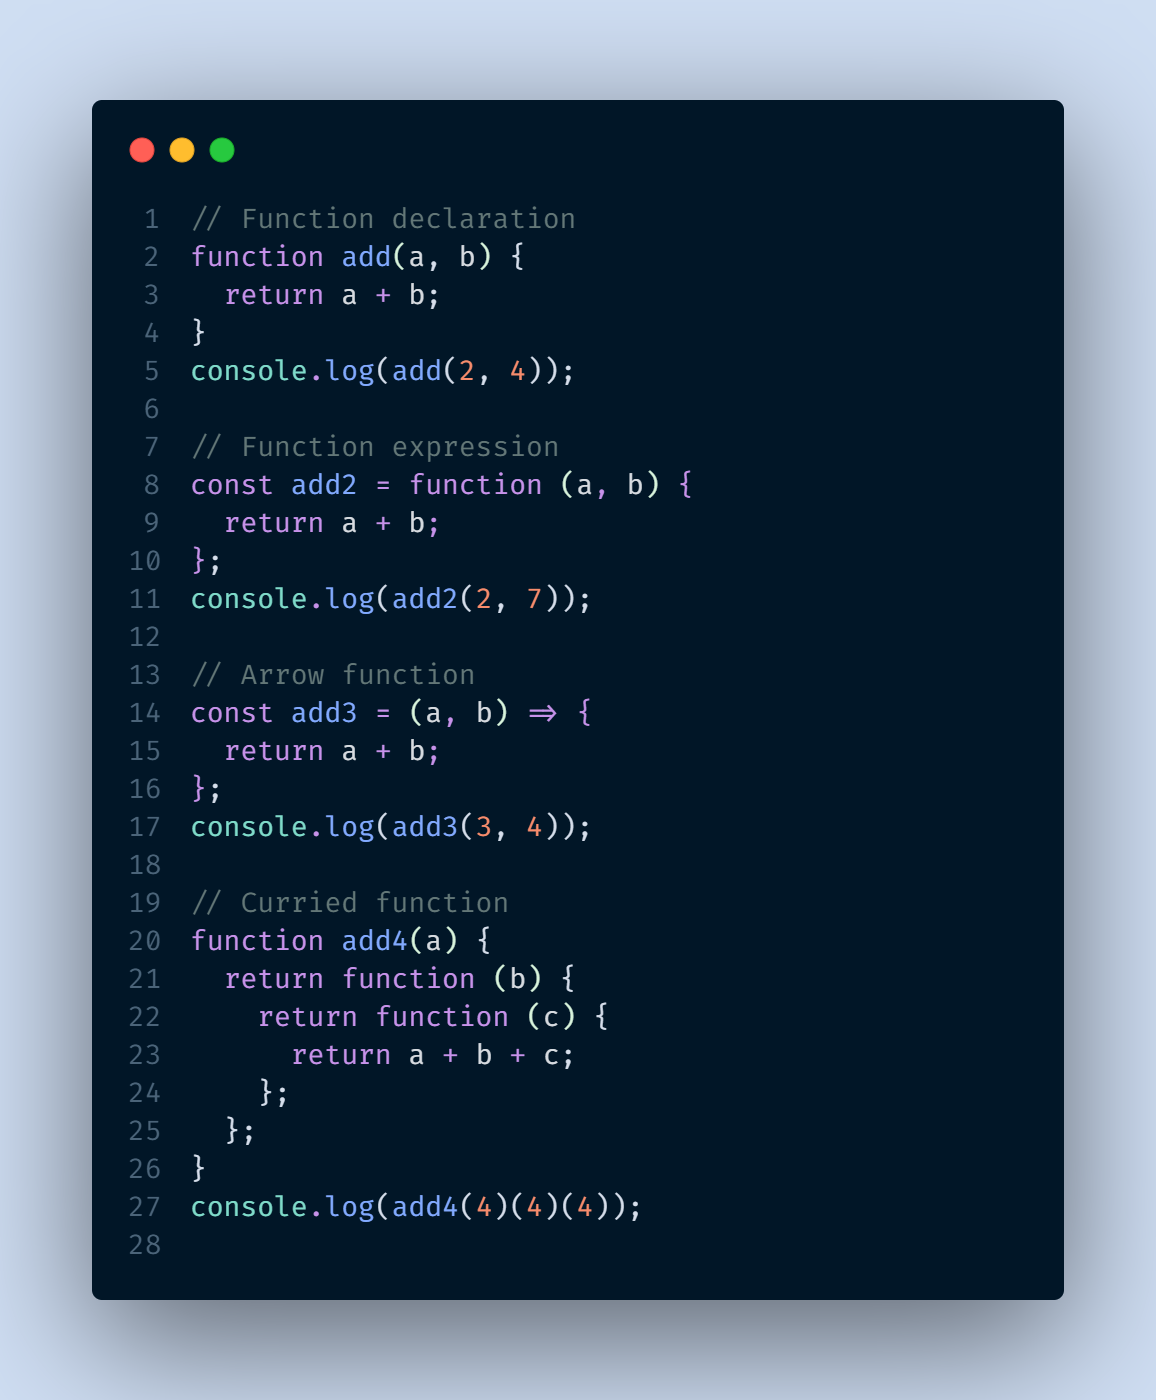 1 // Function declaration
2 function add(a, b) {
3   return a + b;
4 }
5 console.log(add(2, 4));
6
7 // Function expression
8 const add2 = function (a, b) {
9   return a + b;
10 };
11 console.log(add2(2, 7));
12
13 // Arrow function
14 const add3 = (a, b) => {
15   return a + b;
16 };
17 console.log(add3(3, 4));
18
19 // Curried function
20 function add4(a) {
21   return function (b) {
22     return function (c) {
23       return a + b + c;
24     };
25   };
26 }
27 console.log(add4(4)(4)(4));
28